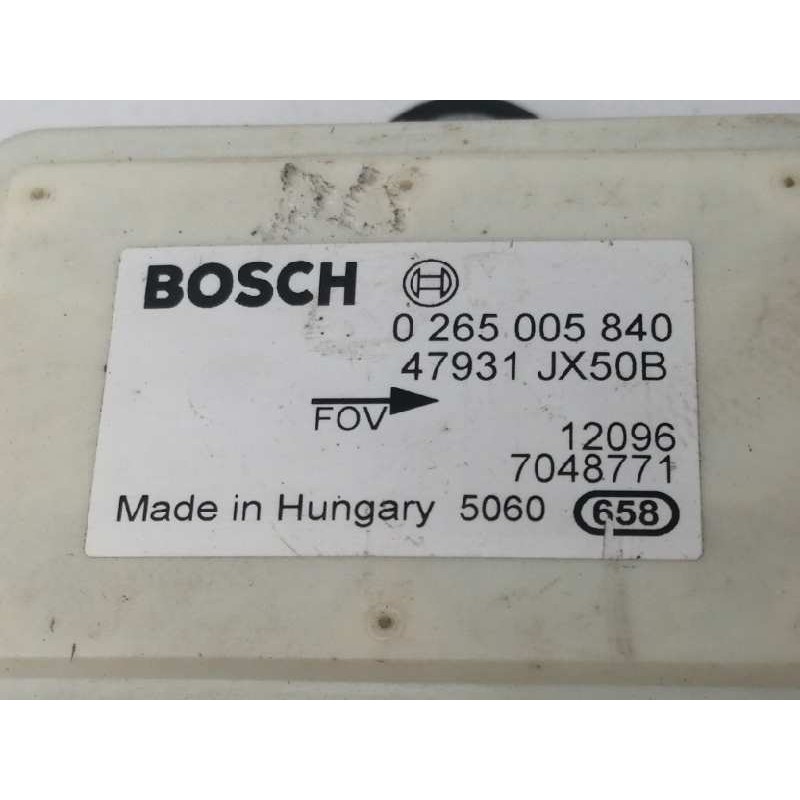 BOSCH
0 265 005 840
47931 JX50B
FOV
12096
7048771
Made in Hungary 5060 658